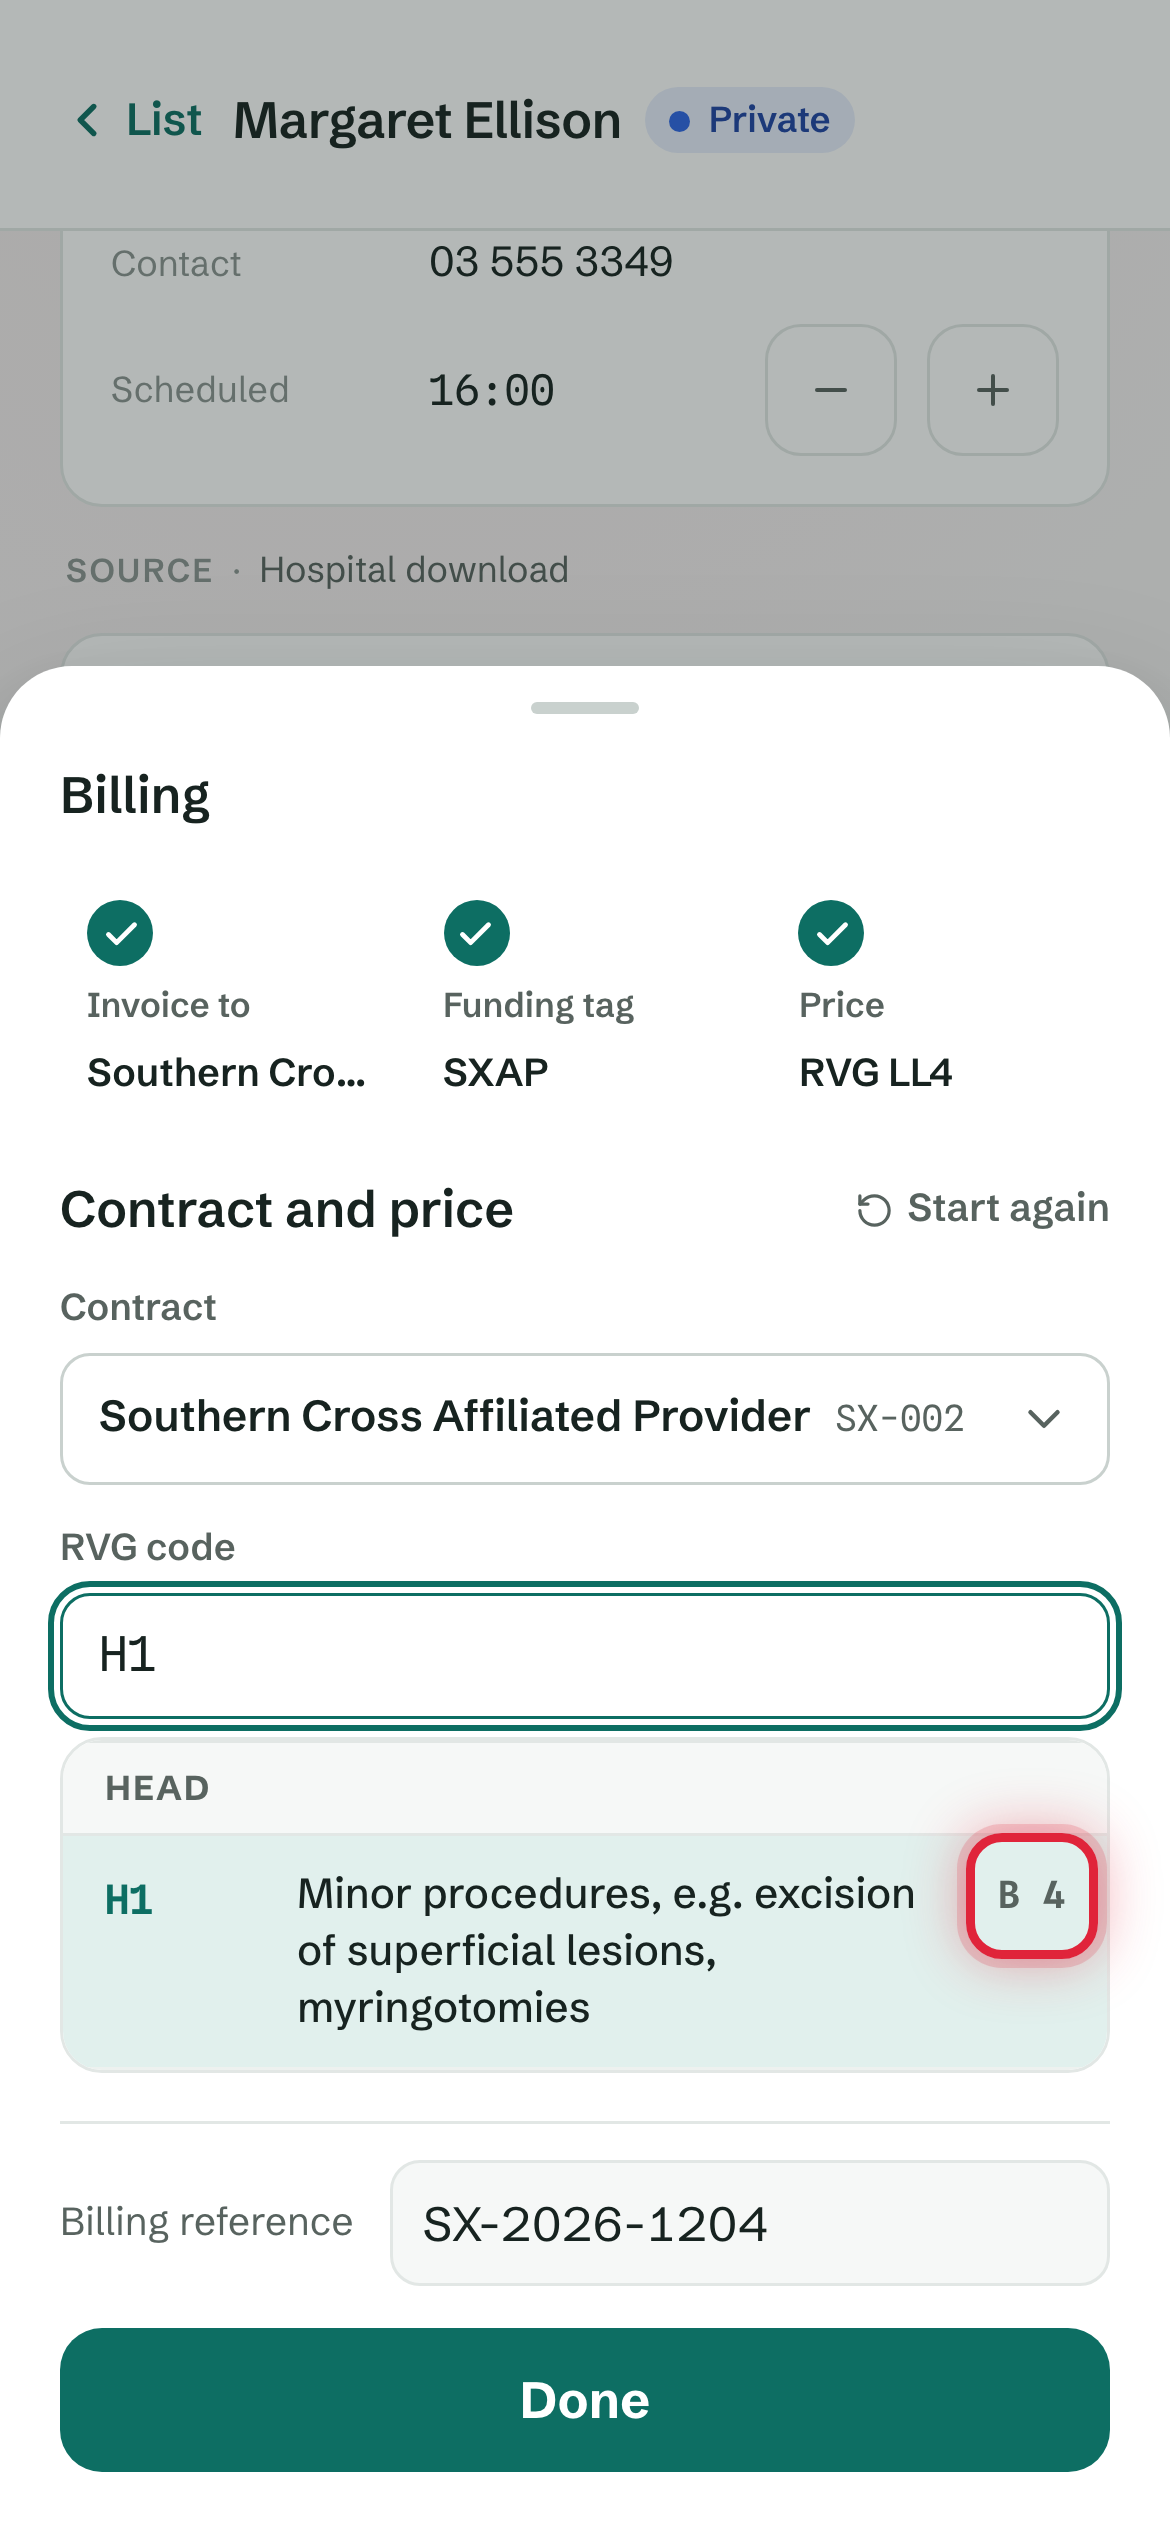 List Margaret Ellison Private
Contact 03 555 3349
Scheduled 16:00
SOURCE · Hospital download
Billing
Invoice to Funding tag Price
Southern Cro... SXAP RVG LL4
Contract and price Start again
Contract
Southern Cross Affiliated Provider SX-002
RVG code
H1
HEAD
H1 Minor procedures, e.g. excision B 4
of superficial lesions,
myringotomies
Billing reference SX-2026-1204
Done